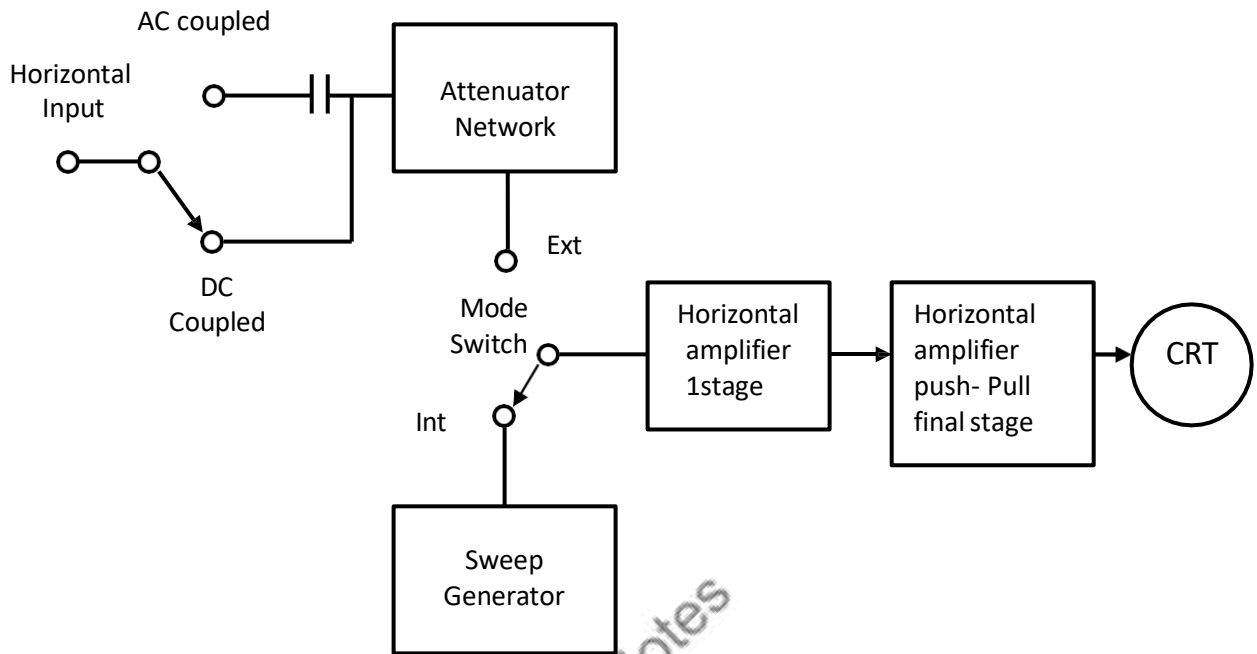 AC coupled
Horizontal
Input
Attenuator
Network
DC
Coupled
Ext
Mode
Switch
Int
Horizontal
amplifier
1stage
Horizontal
amplifier
push- Pull
final stage
CRT
Sweep
Generator